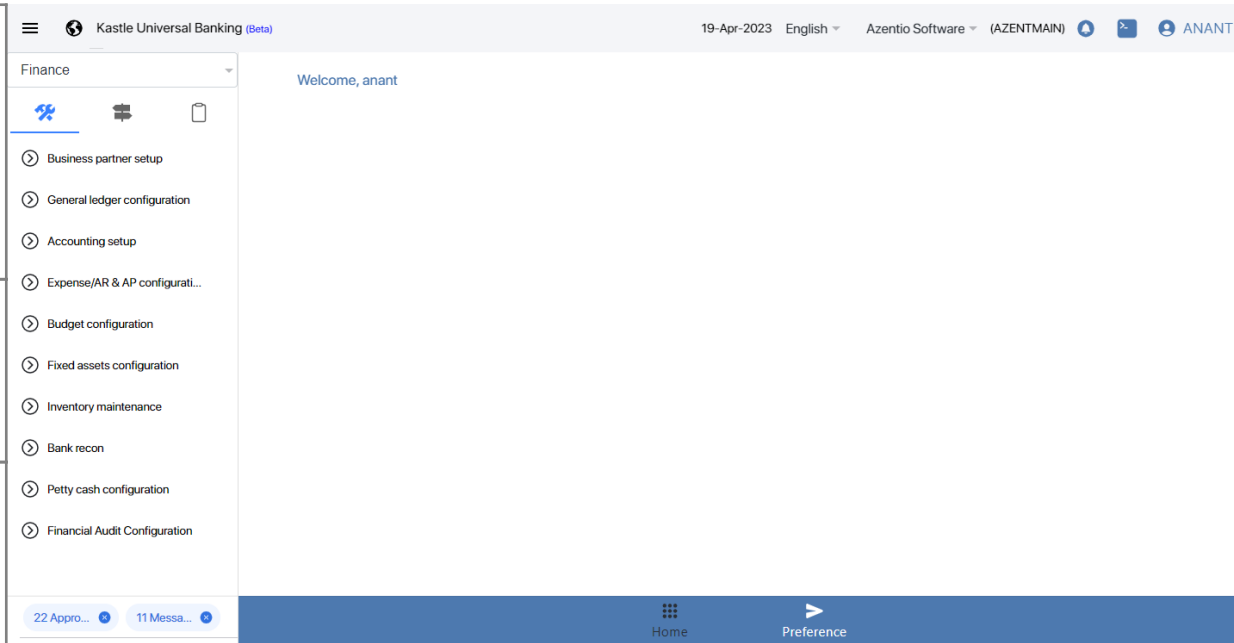 Kastle Universal Banking (Beta)
19-Apr-2023 English Azentio Software (AZENTMAIN) ANANT
Finance
Welcome, anant
Business partner setup
General ledger configuration
Accounting setup
Expense/AR & AP configurati...
Budget configuration
Fixed assets configuration
Inventory maintenance
Bank recon
Petty cash configuration
Financial Audit Configuration
22 Appro... 11 Messa...
Home Preference